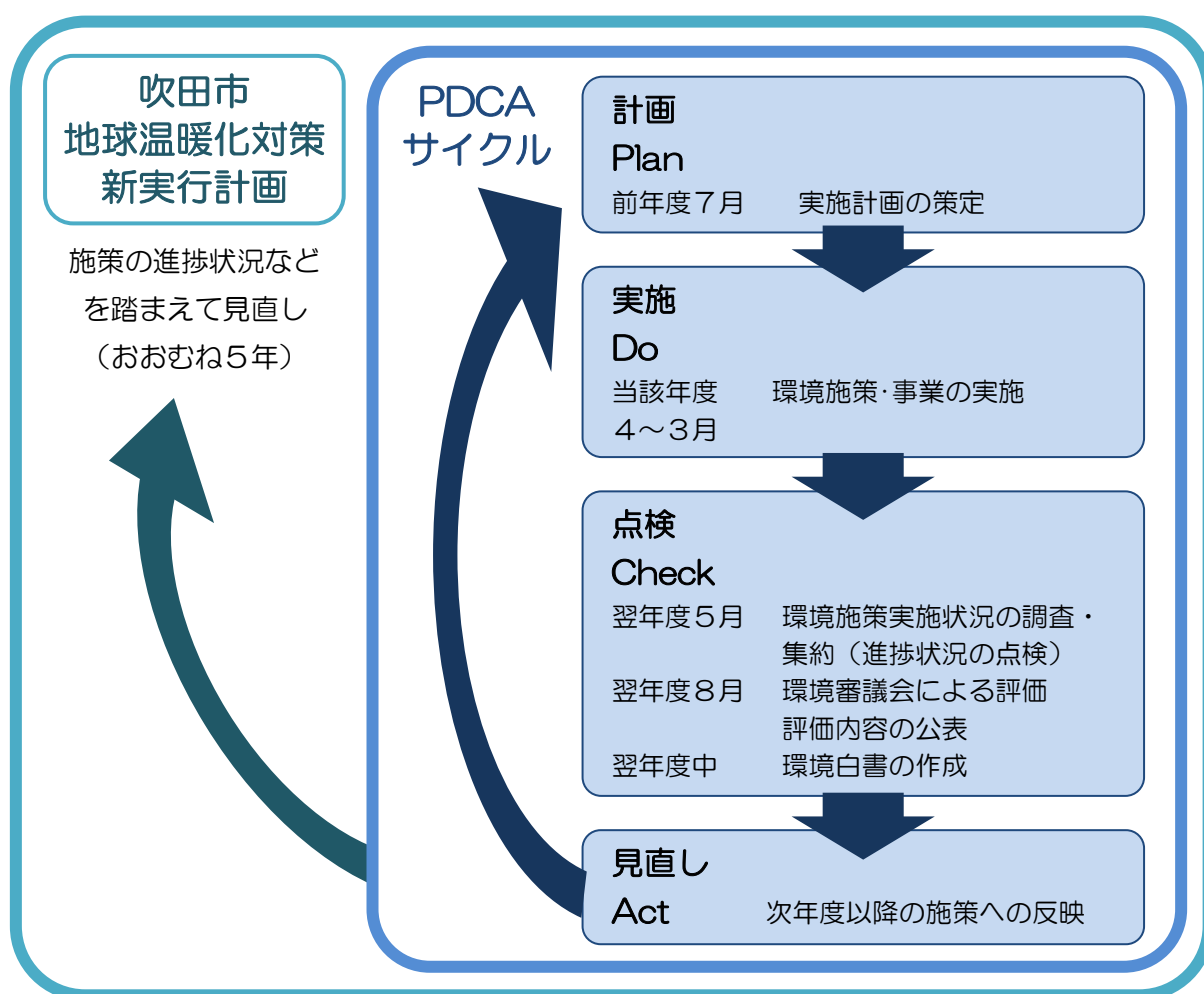 吹田市
地球温暖化対策
新実行計画
施策の進捗状況など
を踏まえて見直し
（おおむね５年）
PDCA
サイクル
計画
Plan
前年度７月　実施計画の策定
実施
Do
当該年度　環境施策･事業の実施
４～３月
点検
Check
翌年度５月　環境施策実施状況の調査・
集約（進捗状況の点検）
翌年度８月　環境審議会による評価
評価内容の公表
翌年度中　環境白書の作成
見直し
Act　次年度以降の施策への反映